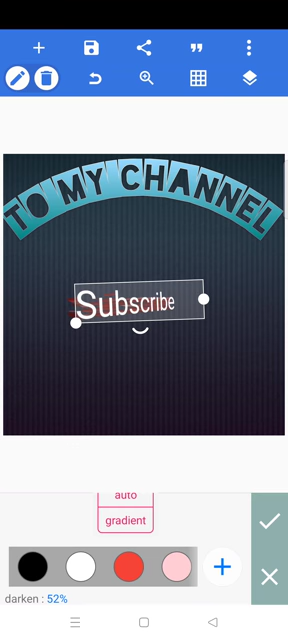 TO MY CHANNEL
Subscribe
auto
gradient
darken : 52%